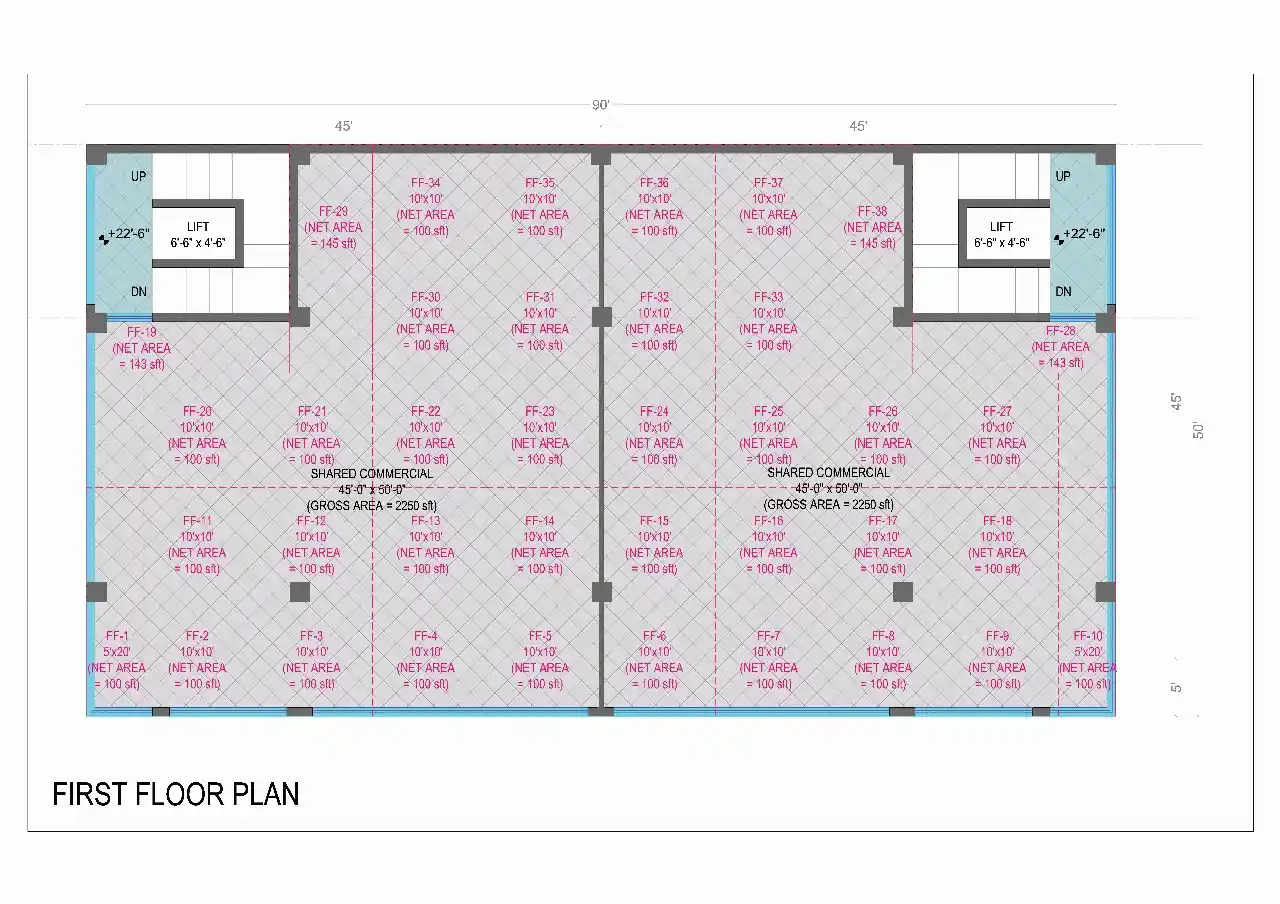 90'
45'
45'
UP
LIFT
6'-6" x 4'-6"
+22'-6"
DN
UP
LIFT
6'-6" x 4'-6"
+22'-6"
DN
FF-29
(NET AREA
= 145 sft)
FF-34
10'x10'
(NET AREA
= 100 sft)
FF-35
10'x10'
(NET AREA
= 100 sft)
FF-36
10'x10'
(NET AREA
= 100 sft)
FF-37
10'x10'
(NET AREA
= 100 sft)
FF-38
(NET AREA
= 145 sft)
FF-30
10'x10'
(NET AREA
= 100 sft)
FF-31
10'x10'
(NET AREA
= 100 sft)
FF-32
10'x10'
(NET AREA
= 100 sft)
FF-33
10'x10'
(NET AREA
= 100 sft)
FF-19
(NET AREA
= 143 sft)
FF-28
(NET AREA
= 143 sft)
FF-20
10'x10'
(NET AREA
= 100 sft)
FF-21
10'x10'
(NET AREA
= 100 sft)
FF-22
10'x10'
(NET AREA
= 100 sft)
FF-23
10'x10'
(NET AREA
= 100 sft)
FF-24
10'x10'
(NET AREA
= 100 sft)
FF-25
10'x10'
(NET AREA
= 100 sft)
FF-26
10'x10'
(NET AREA
= 100 sft)
FF-27
10'x10'
(NET AREA
= 100 sft)
45'
50'
SHARED COMMERCIAL
45'-0" x 50'-0"
(GROSS AREA = 2250 sft)
SHARED COMMERCIAL
45'-0" x 50'-0"
(GROSS AREA = 2250 sft)
FF-11
10'x10'
(NET AREA
= 100 sft)
FF-12
10'x10'
(NET AREA
= 100 sft)
FF-13
10'x10'
(NET AREA
= 100 sft)
FF-14
10'x10'
(NET AREA
= 100 sft)
FF-15
10'x10'
(NET AREA
= 100 sft)
FF-16
10'x10'
(NET AREA
= 100 sft)
FF-17
10'x10'
(NET AREA
= 100 sft)
FF-18
10'x10'
(NET AREA
= 100 sft)
FF-1
5'x20'
(NET AREA
= 100 sft)
FF-2
10'x10'
(NET AREA
= 100 sft)
FF-3
10'x10'
(NET AREA
= 100 sft)
FF-4
10'x10'
(NET AREA
= 100 sft)
FF-5
10'x10'
(NET AREA
= 100 sft)
FF-6
10'x10'
(NET AREA
= 100 sft)
FF-7
10'x10'
(NET AREA
= 100 sft)
FF-8
10'x10'
(NET AREA
= 100 sft)
FF-9
10'x10'
(NET AREA
= 100 sft)
FF-10
5'x20'
(NET AREA
= 100 sft)
5'
FIRST FLOOR PLAN